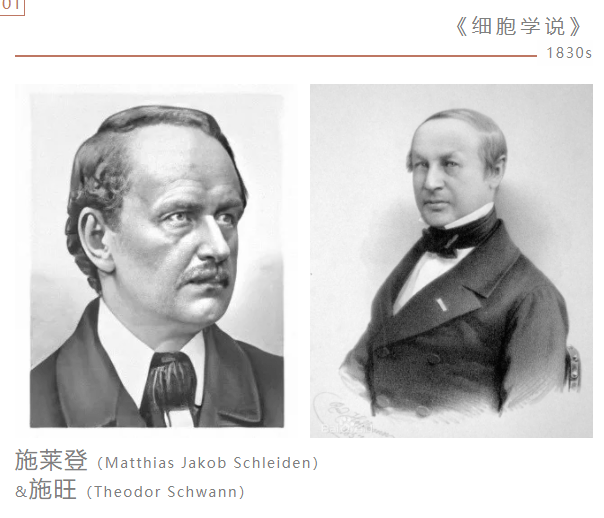 01
《细胞学说》
1830s
施莱登（Matthias Jakob Schleiden）
&施旺（Theodor Schwann）